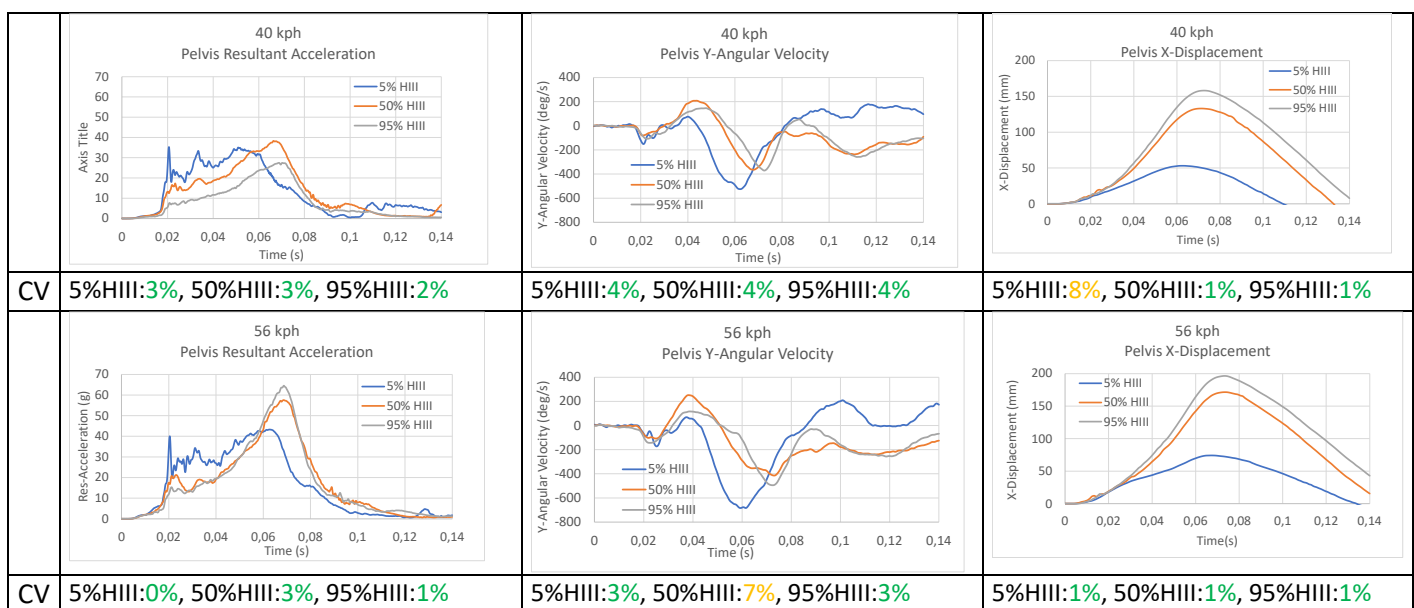 40 kph
Pelvis Resultant Acceleration
70
60
50
40
30
20
10
0
Axis Title
5% HIII
50% HIII
95% HIII
0 0,02 0,04 0,06 0,08 0,1 0,12 0,14
Time (s)
40 kph
Pelvis Y-Angular Velocity
400
200
0
-200
-400
-600
-800
Y-Angular Velocity (deg/s)
5% HIII
50% HIII
95% HIII
0 0,02 0,04 0,06 0,08 0,1 0,12 0,14
Time (s)
40 kph
Pelvis X-Displacement
200
150
100
50
0
X-Displacement (mm)
5% HIII
50% HIII
95% HIII
0 0,02 0,04 0,06 0,08 0,1 0,12 0,14
Time (s)
CV 5%HIII:3%, 50%HIII:3%, 95%HIII:2% 5%HIII:4%, 50%HIII:4%, 95%HIII:4% 5%HIII:8%, 50%HIII:1%, 95%HIII:1%
56 kph
Pelvis Resultant Acceleration
70
60
50
40
30
20
10
0
Res-Acceleration (g)
5% HIII
50% HIII
95% HIII
0 0,02 0,04 0,06 0,08 0,1 0,12 0,14
Time (s)
56 kph
Pelvis Y-Angular Velocity
400
200
0
-200
-400
-600
-800
Y-Angular Velocity (deg/s)
5% HIII
50% HIII
95% HIII
0 0,02 0,04 0,06 0,08 0,1 0,12 0,14
Time (s)
56 kph
Pelvis X-Displacement
200
150
100
50
0
X-Displacement (mm)
5% HIII
50% HIII
95% HIII
0 0,02 0,04 0,06 0,08 0,1 0,12 0,14
Time(s)
CV 5%HIII:0%, 50%HIII:3%, 95%HIII:1% 5%HIII:3%, 50%HIII:7%, 95%HIII:3% 5%HIII:1%, 50%HIII:1%, 95%HIII:1%